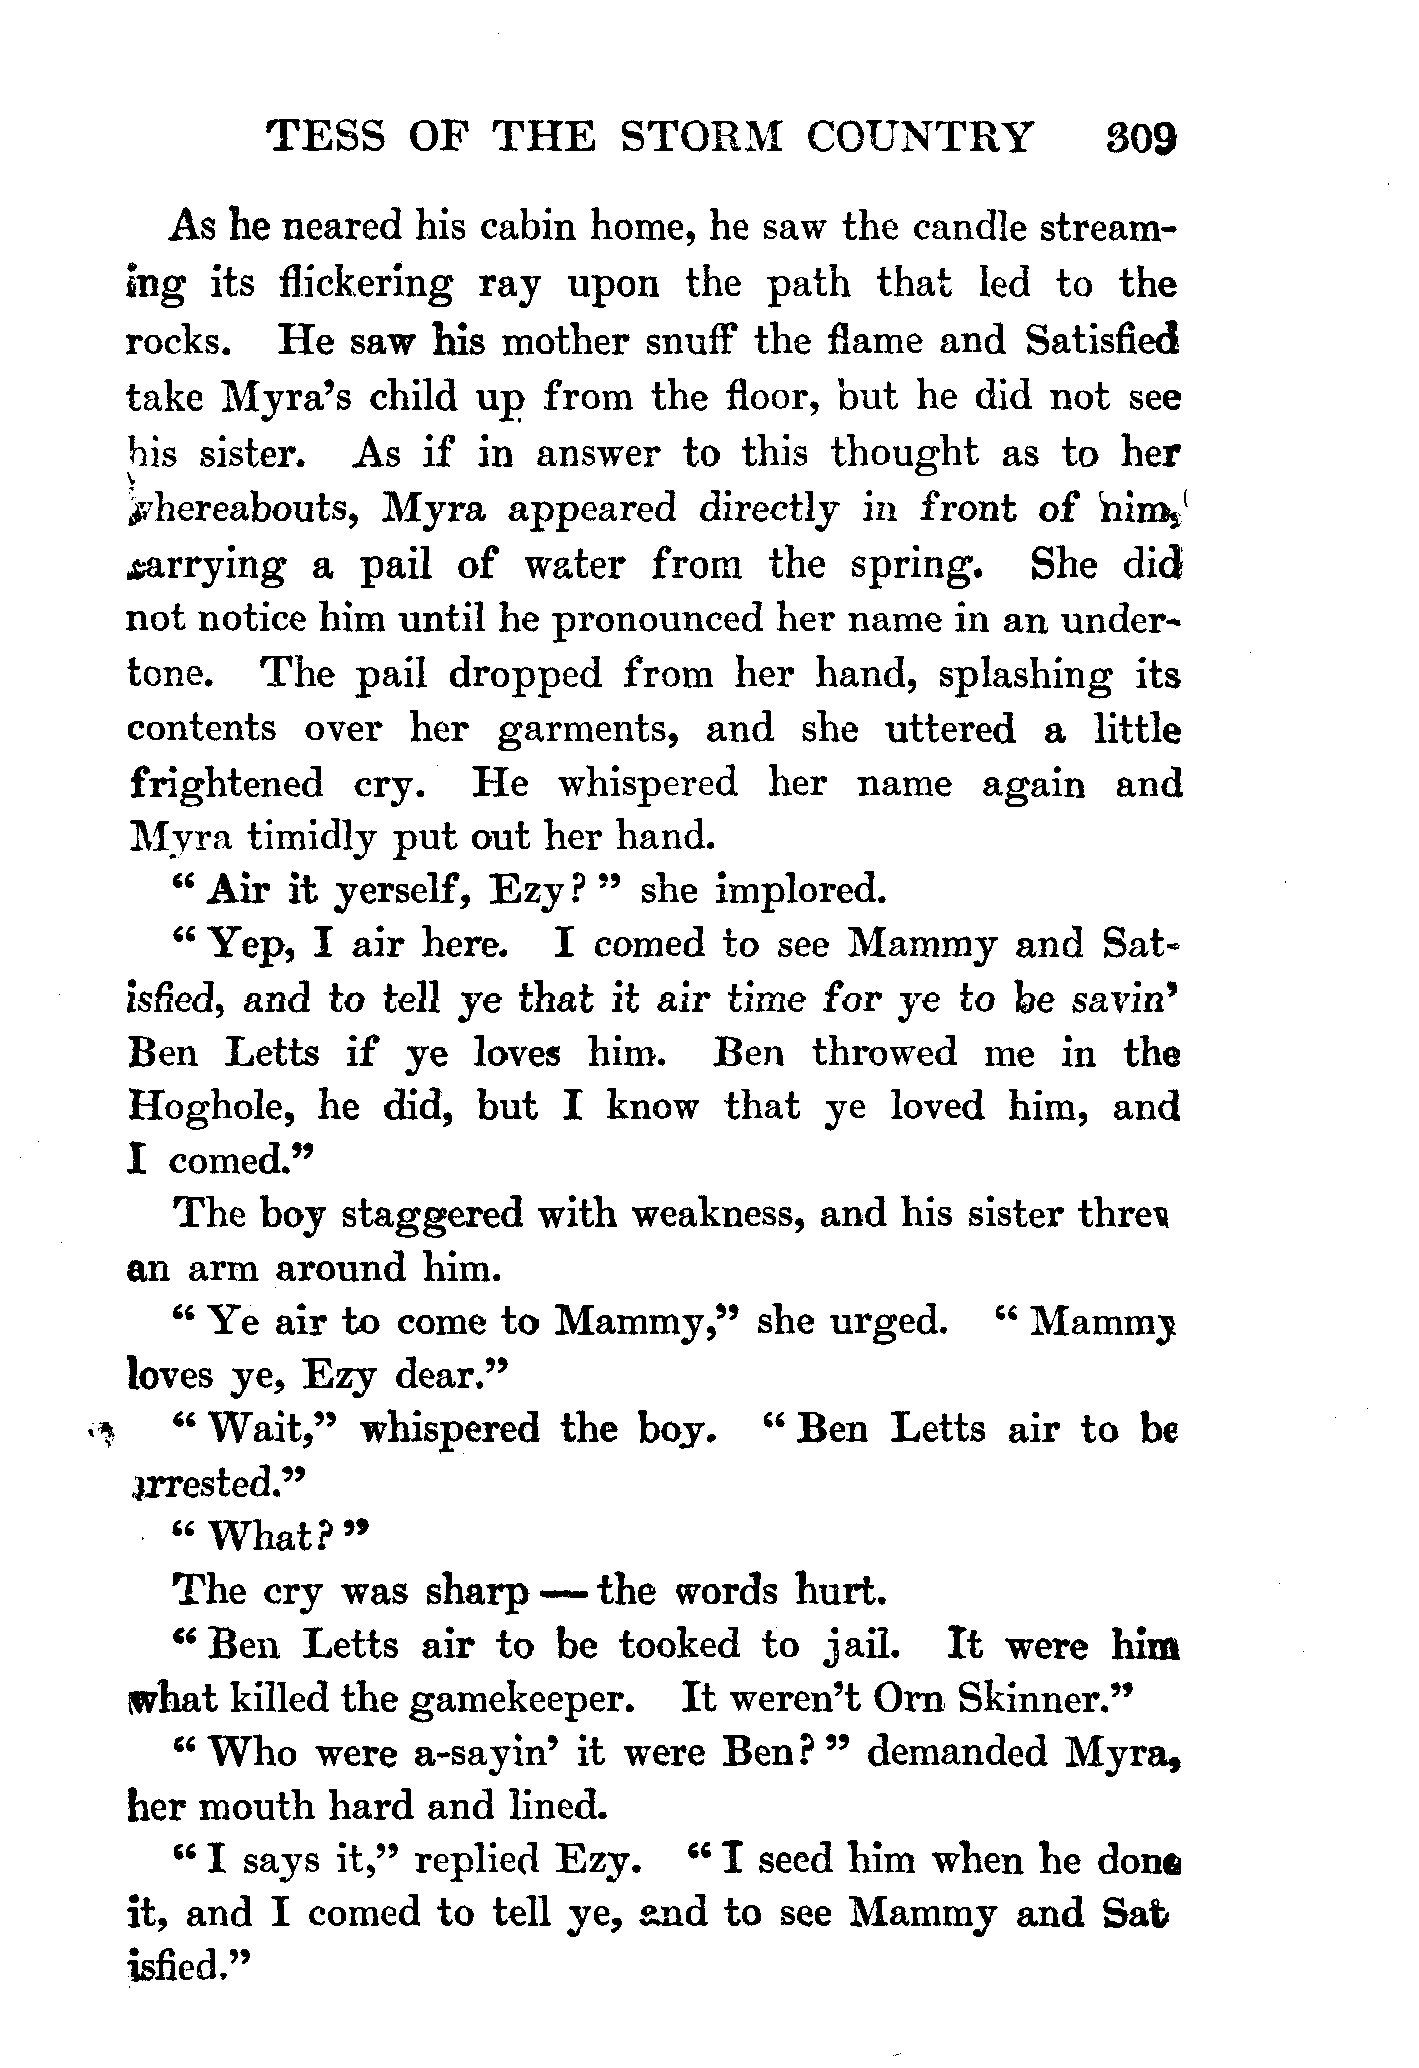 TESS OF THE STORM COUNTRY 309
As he neared his cabin home, he saw the candle stream-
ing its flickering ray upon the path that led to the
rocks. He saw his mother snuff the flame and Satisfied
take Myra's child up from the floor, but he did not see
his sister. As if in answer to this thought as to her
whereabouts, Myra appeared directly in front of him,
carrying a pail of water from the spring. She did
not notice him until he pronounced her name in an under-
tone. The pail dropped from her hand, splashing its
contents over her garments, and she uttered a little
frightened cry. He whispered her name again and
Myra timidly put out her hand.
“ Air it yerself, Ezy? ” she implored.
“ Yep, I air here. I comed to see Mammy and Sat-
isfied, and to tell ye that it air time for ye to be savin'
Ben Letts if ye loves him. Ben throwed me in the
Hoghole, he did, but I know that ye loved him, and
I comed.”
The boy staggered with weakness, and his sister threw
an arm around him.
“ Ye air to come to Mammy,” she urged. “ Mammy
loves ye, Ezy dear.”
“ Wait,” whispered the boy. “ Ben Letts air to be
arrested.”
“ What? ”
The cry was sharp — the words hurt.
“ Ben Letts air to be tooked to jail. It were him
what killed the gamekeeper. It weren't Orn Skinner.”
“ Who were a-sayin' it were Ben? ” demanded Myra,
her mouth hard and lined.
“ I says it,” replied Ezy. “ I seed him when he done
it, and I comed to tell ye, and to see Mammy and Sat
isfied.”